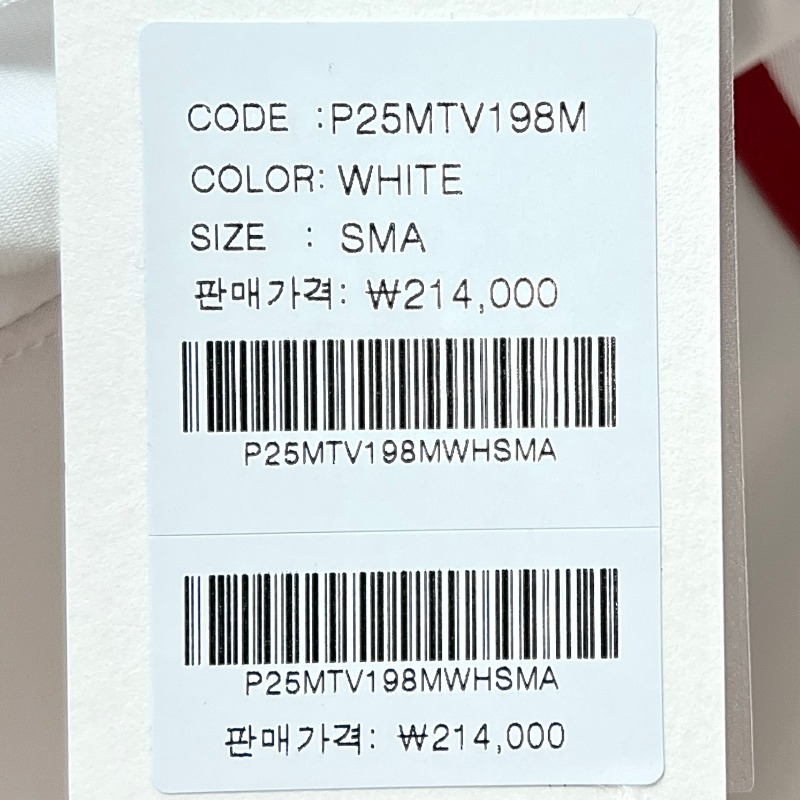 CODE :P25MTV198M
COLOR: WHITE
SIZE : SMA
판매가격: ₩214,000
P25MTV198MWHSMA
P25MTV198MWHSMA
판매가격: ₩214,000